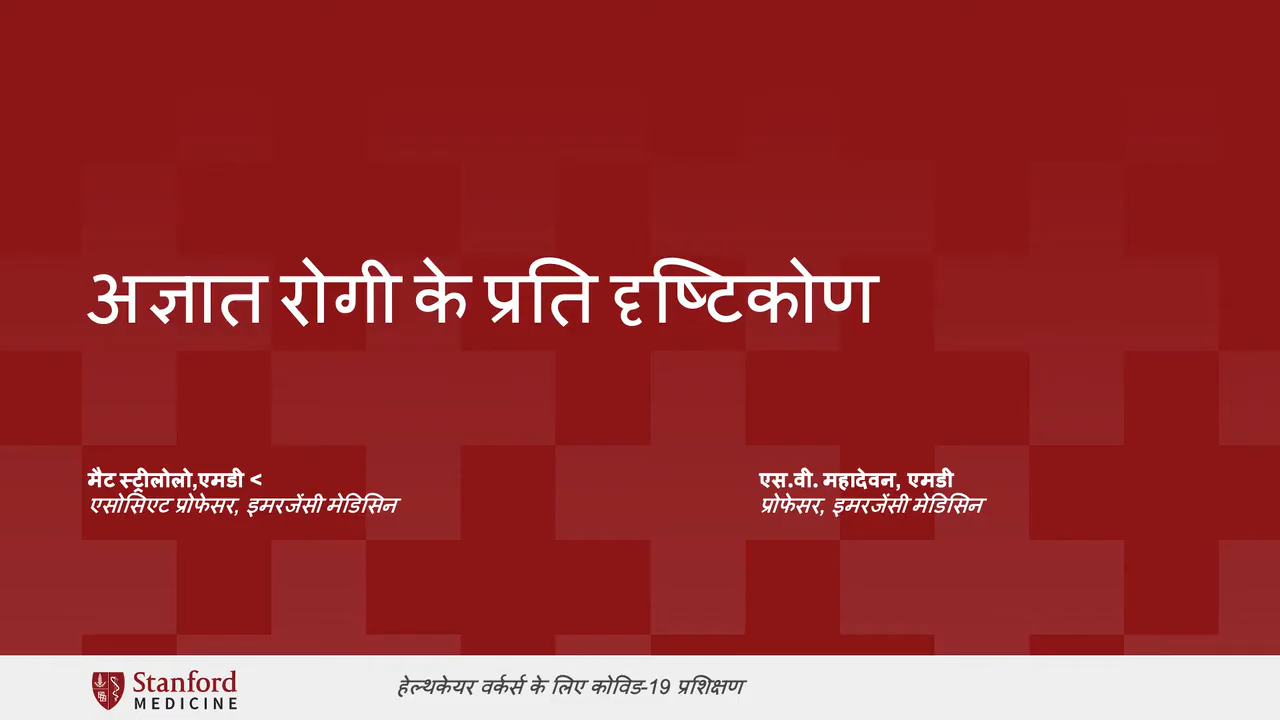 अज्ञात रोगी के प्रति दृष्टिकोण
मैट स्ट्रीलोलो,एमडी <
एसोसिएट प्रोफेसर, इमरजेंसी मेडिसिन
एस.वी. महादेवन, एमडी
प्रोफेसर, इमरजेंसी मेडिसिन
Stanford
MEDICINE
हेल्थकेयर वर्कर्स के लिए कोविड-19 प्रशिक्षण